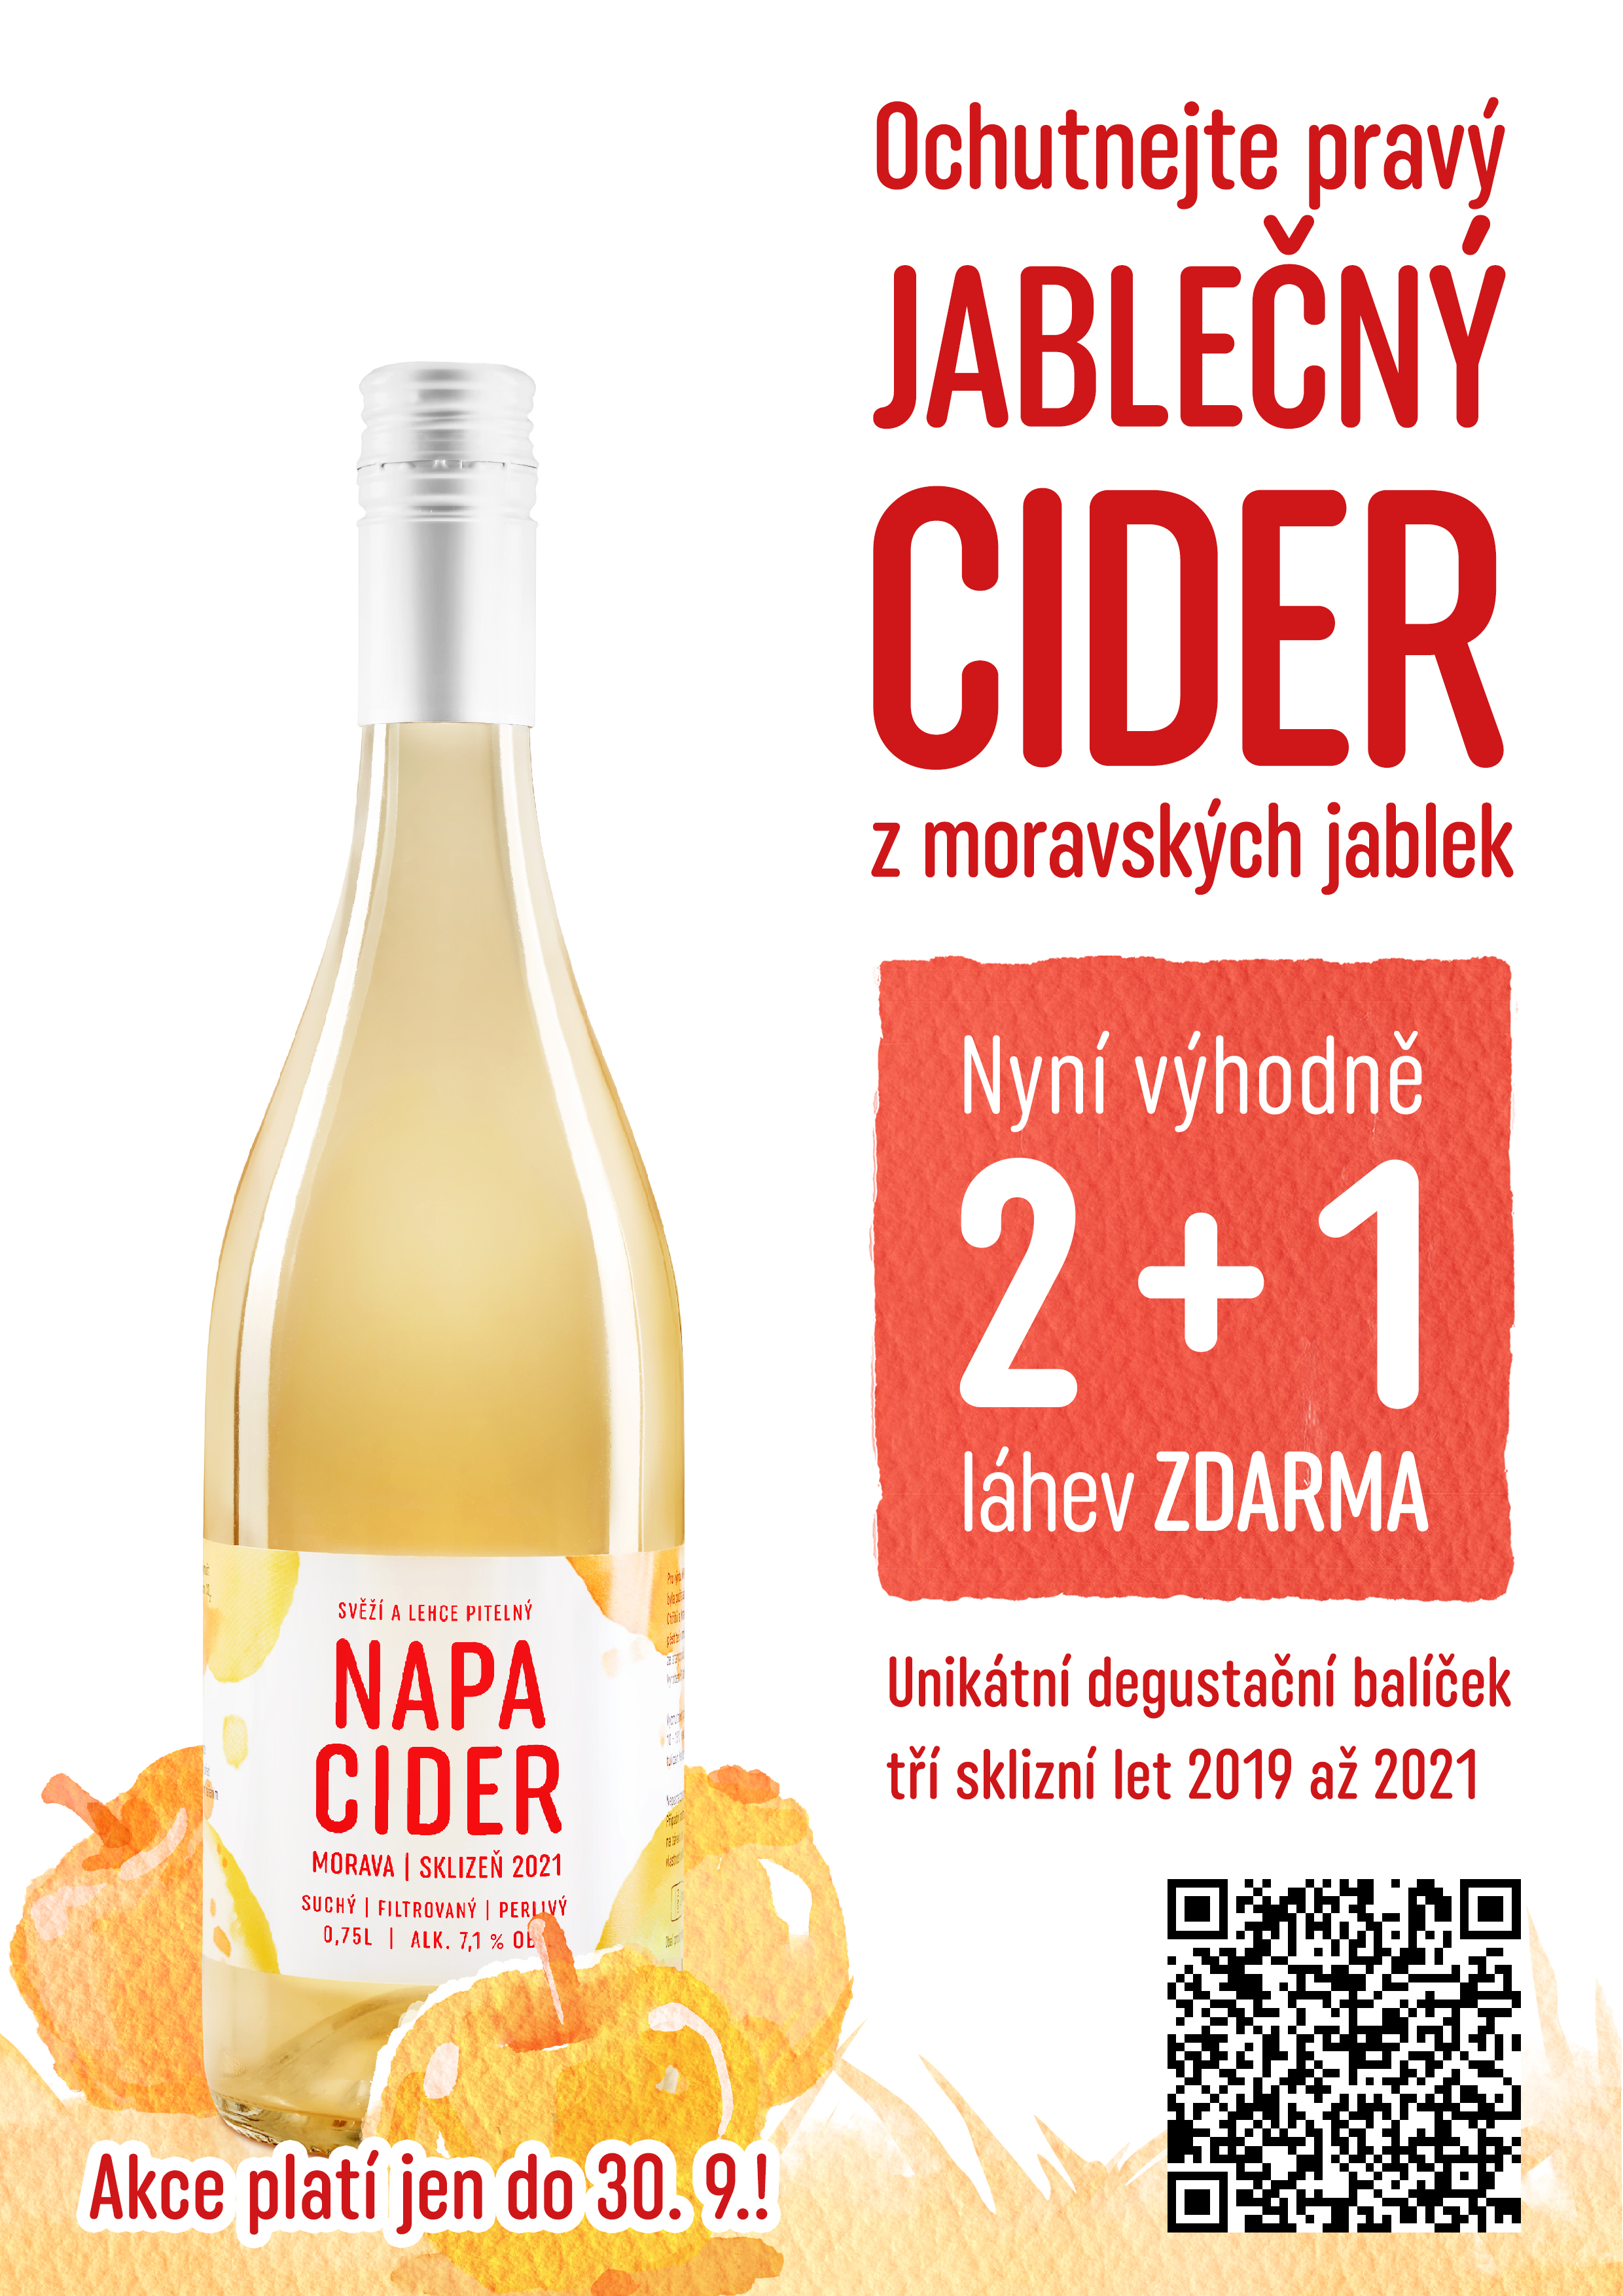 Ochutnejte pravý
JABLEČNÝ
CIDER
z moravských jablek
Nyní výhodně
2 + 1
láhev ZDARMA
Unikátní degustační balíček
tří sklizní let 2019 až 2021
SVĚŽÍ A LEHCE PITELNÝ
NAPA
CIDER
MORAVA | SKLIZEŇ 2021
SUCHÝ | FILTROVANÝ | PERLIVÝ
0,75L | ALK. 7,1 %
Akce platí jen do 30. 9.!